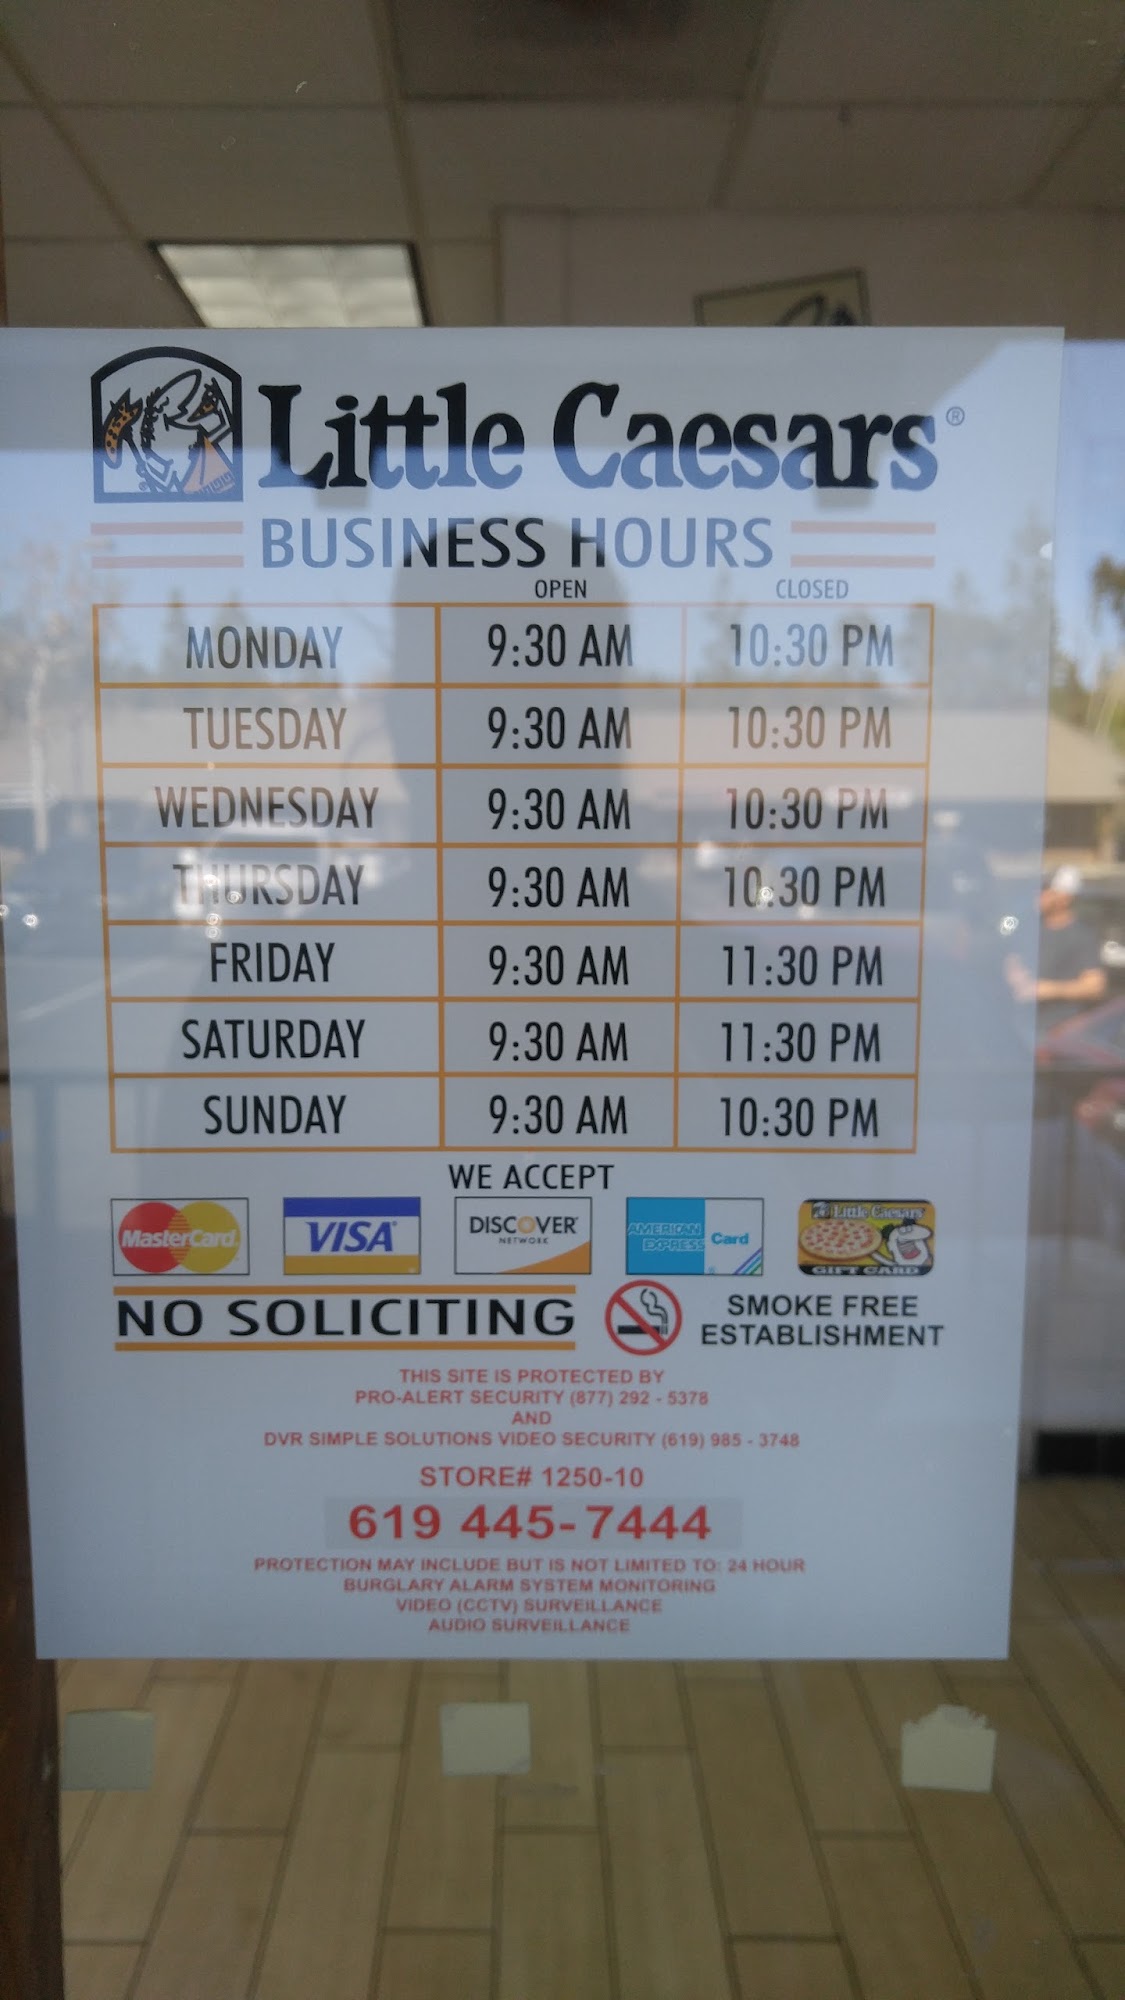 Little Caesars®
BUSINESS HOURS
OPEN CLOSED
MONDAY 9:30 AM 10:30 PM
TUESDAY 9:30 AM 10:30 PM
WEDNESDAY 9:30 AM 10:30 PM
THURSDAY 9:30 AM 10:30 PM
FRIDAY 9:30 AM 11:30 PM
SATURDAY 9:30 AM 11:30 PM
SUNDAY 9:30 AM 10:30 PM
WE ACCEPT
MasterCard
VISA
DISCOVER
NETWORK
AMERICAN
EXPRESS
Card
Little Caesars
GIFT CARD
NO SOLICITING
SMOKE FREE
ESTABLISHMENT
THIS SITE IS PROTECTED BY
PRO-ALERT SECURITY (877) 292 - 5378
AND
DVR SIMPLE SOLUTIONS VIDEO SECURITY (619) 985 - 3748
STORE# 1250-10
619 445-7444
PROTECTION MAY INCLUDE BUT IS NOT LIMITED TO: 24 HOUR
BURGLARY ALARM SYSTEM MONITORING
VIDEO (CCTV) SURVEILLANCE
AUDIO SURVEILLANCE